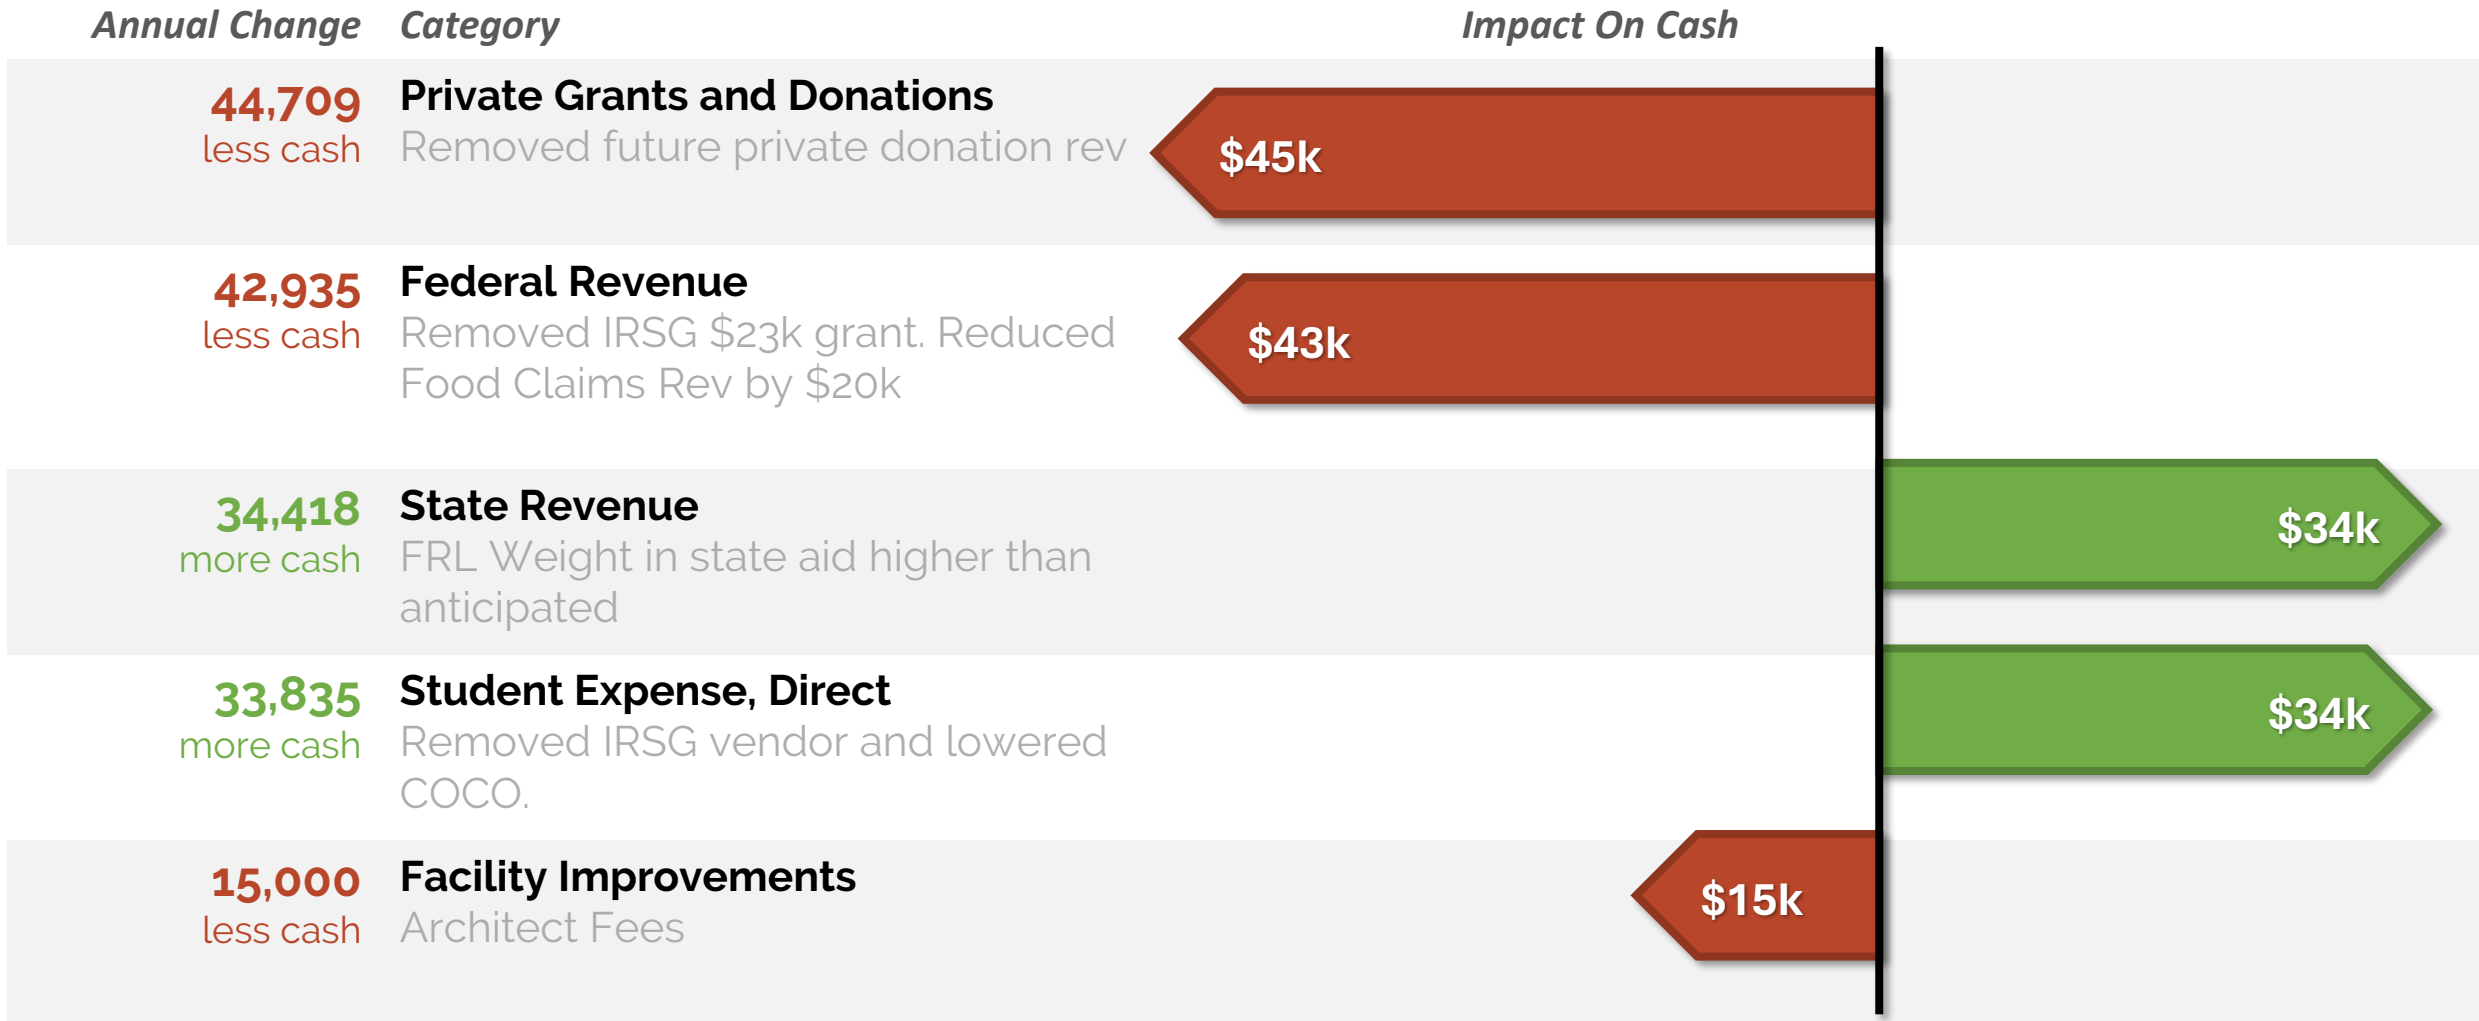 Annual Change Category Impact On Cash
44,709 Private Grants and Donations
less cash Removed future private donation rev
$45k
42,935 Federal Revenue
less cash Removed IRSG $23k grant. Reduced
Food Claims Rev by $20k
$43k
34,418 State Revenue
more cash FRL Weight in state aid higher than
anticipated
$34k
33,835 Student Expense, Direct
more cash Removed IRSG vendor and lowered
COCO.
$34k
15,000 Facility Improvements
less cash Architect Fees
$15k